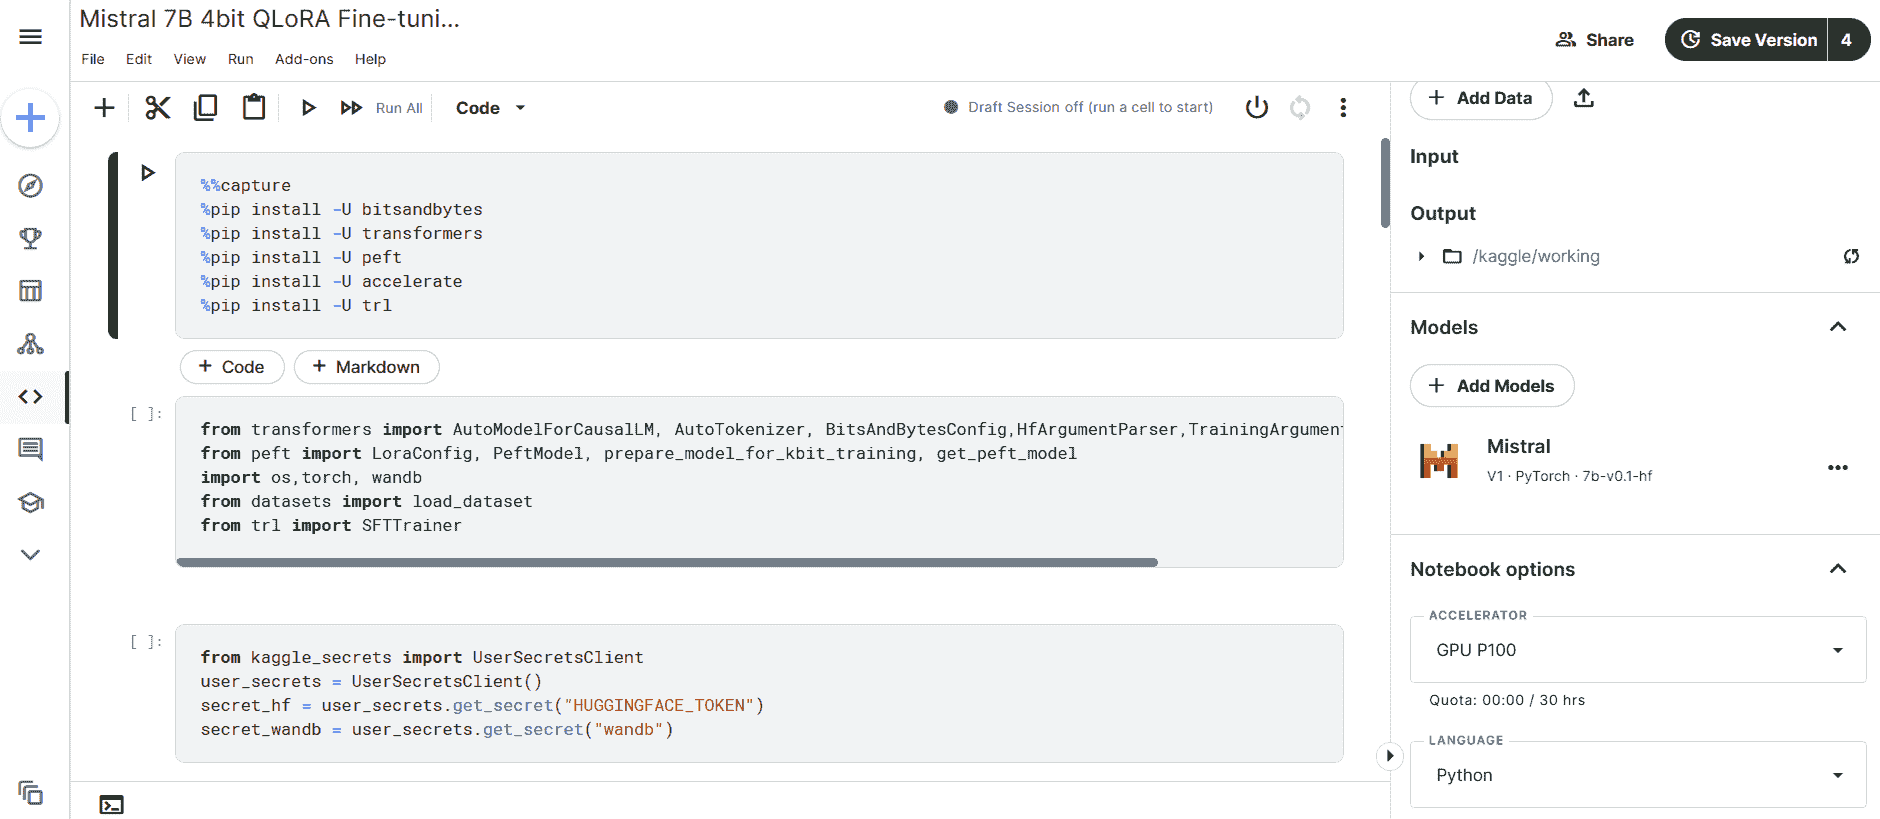 Mistral 7B 4bit QLoRA Fine-tuni...
File Edit View Run Add-ons Help
Share
Save Version 4
Run All
Code
Draft Session off (run a cell to start)
%%capture
%pip install -U bitsandbytes
%pip install -U transformers
%pip install -U peft
%pip install -U accelerate
%pip install -U trl
+ Code + Markdown
[ ]:
from transformers import AutoModelForCausalLM, AutoTokenizer, BitsAndBytesConfig,HfArgumentParser,TrainingArgument
from peft import LoraConfig, PeftModel, prepare_model_for_kbit_training, get_peft_model
import os,torch, wandb
from datasets import load_dataset
from trl import SFTTrainer
[ ]:
from kaggle_secrets import UserSecretsClient
user_secrets = UserSecretsClient()
secret_hf = user_secrets.get_secret("HUGGINGFACE_TOKEN")
secret_wandb = user_secrets.get_secret("wandb")
+ Add Data
Input
Output
/kaggle/working
Models
+ Add Models
Mistral
V1 · PyTorch · 7b-v0.1-hf
Notebook options
ACCELERATOR
GPU P100
Quota: 00:00 / 30 hrs
LANGUAGE
Python